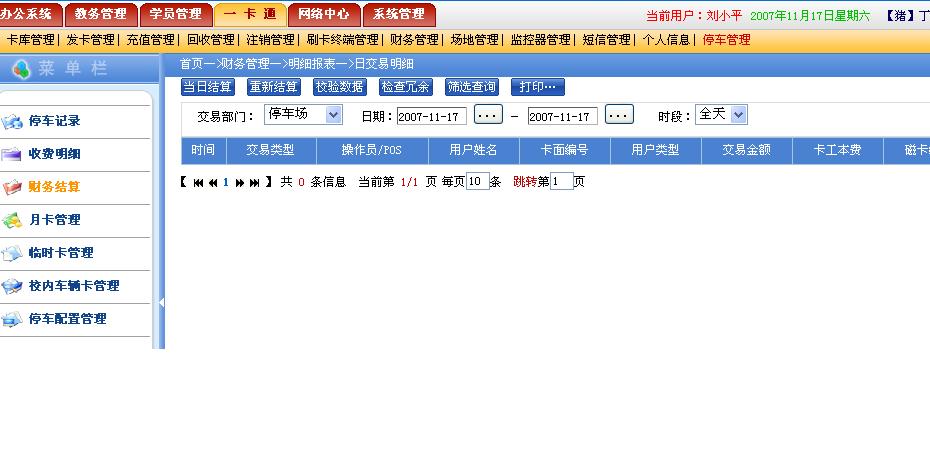 办公系统 教务管理 学员管理 一 卡 通 网络中心 系统管理 当前用户：刘小平 2007年11月17日星期六 【猪】丁
卡库管理| 发卡管理| 充值管理| 回收管理| 注销管理| 刷卡终端管理| 财务管理| 场地管理| 监控器管理| 短信管理| 个人信息| 停车管理
菜 单 栏
停车记录
收费明细
财务结算
月卡管理
临时卡管理
校内车辆卡管理
停车配置管理
首页—>财务管理—>明细报表—>日交易明细
当日结算 重新结算 校验数据 检查冗余 筛选查询 打印…
交易部门： 停车场 日期： 2007-11-17 ... － 2007-11-17 ... 时段： 全天
时间 交易类型 操作员/POS 用户姓名 卡面编号 用户类型 交易金额 卡工本费 磁卡
【 1 】 共 0 条信息 当前第 1/1 页 每页 10 条 跳转第 1 页